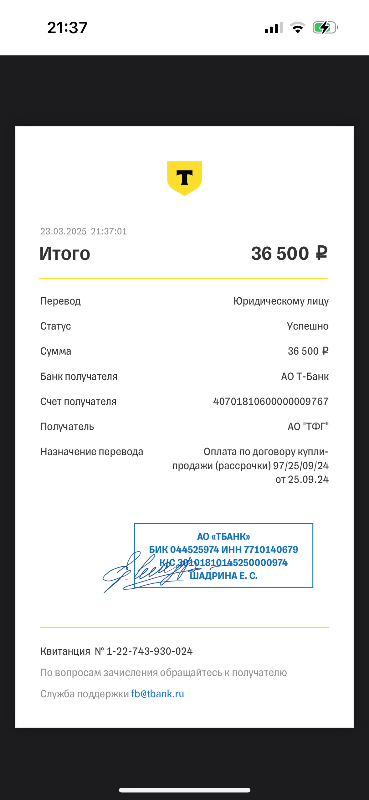 21:37
Т
23.03.2025 21:37:01
Итого 36 500 ₽
Перевод Юридическому лицу
Статус Успешно
Сумма 36 500 ₽
Банк получателя АО Т-Банк
Счет получателя 40701810600000009767
Получатель АО "ТФГ"
Назначение перевода Оплата по договору купли-
продажи (рассрочки) 97/25/09/24
от 25.09.24
АО «ТБАНК»
БИК 044525974 ИНН 7710140679
К/С 30101810145250000974
ШАДРИНА Е. С.
Квитанция № 1-22-743-930-024
По вопросам зачисления обращайтесь к получателю
Служба поддержки fb@tbank.ru